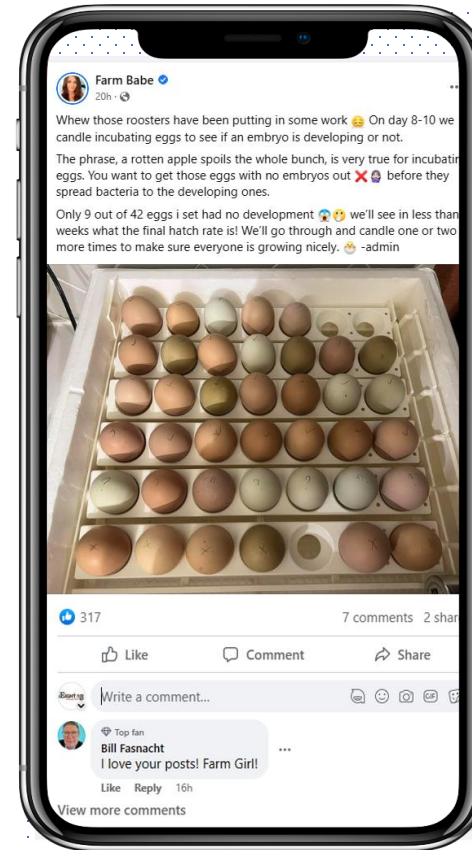 Farm Babe
20h ·
Whew those roosters have been putting in some work 😑 On day 8-10 we
candle incubating eggs to see if an embryo is developing or not.
The phrase, a rotten apple spoils the whole bunch, is very true for incubatin
eggs. You want to get those eggs with no embryos out ❌🙅🏻‍♀️ before they
spread bacteria to the developing ones.
Only 9 out of 42 eggs i set had no development 😱🤭 we'll see in less than
weeks what the final hatch rate is! We'll go through and candle one or two
more times to make sure everyone is growing nicely. 🐣 -admin
317
7 comments 2 shar
Like
Comment
Share
Write a comment...
GIF
Top fan
Bill Fasnacht
I love your posts! Farm Girl!
Like Reply 16h
View more comments